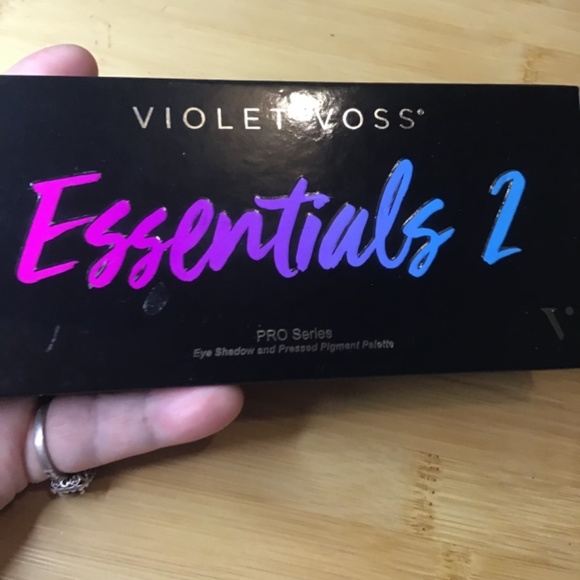 VIOLET VOSS®
Essentials 2
PRO Series
Eye Shadow and Pressed Pigment Palette
V